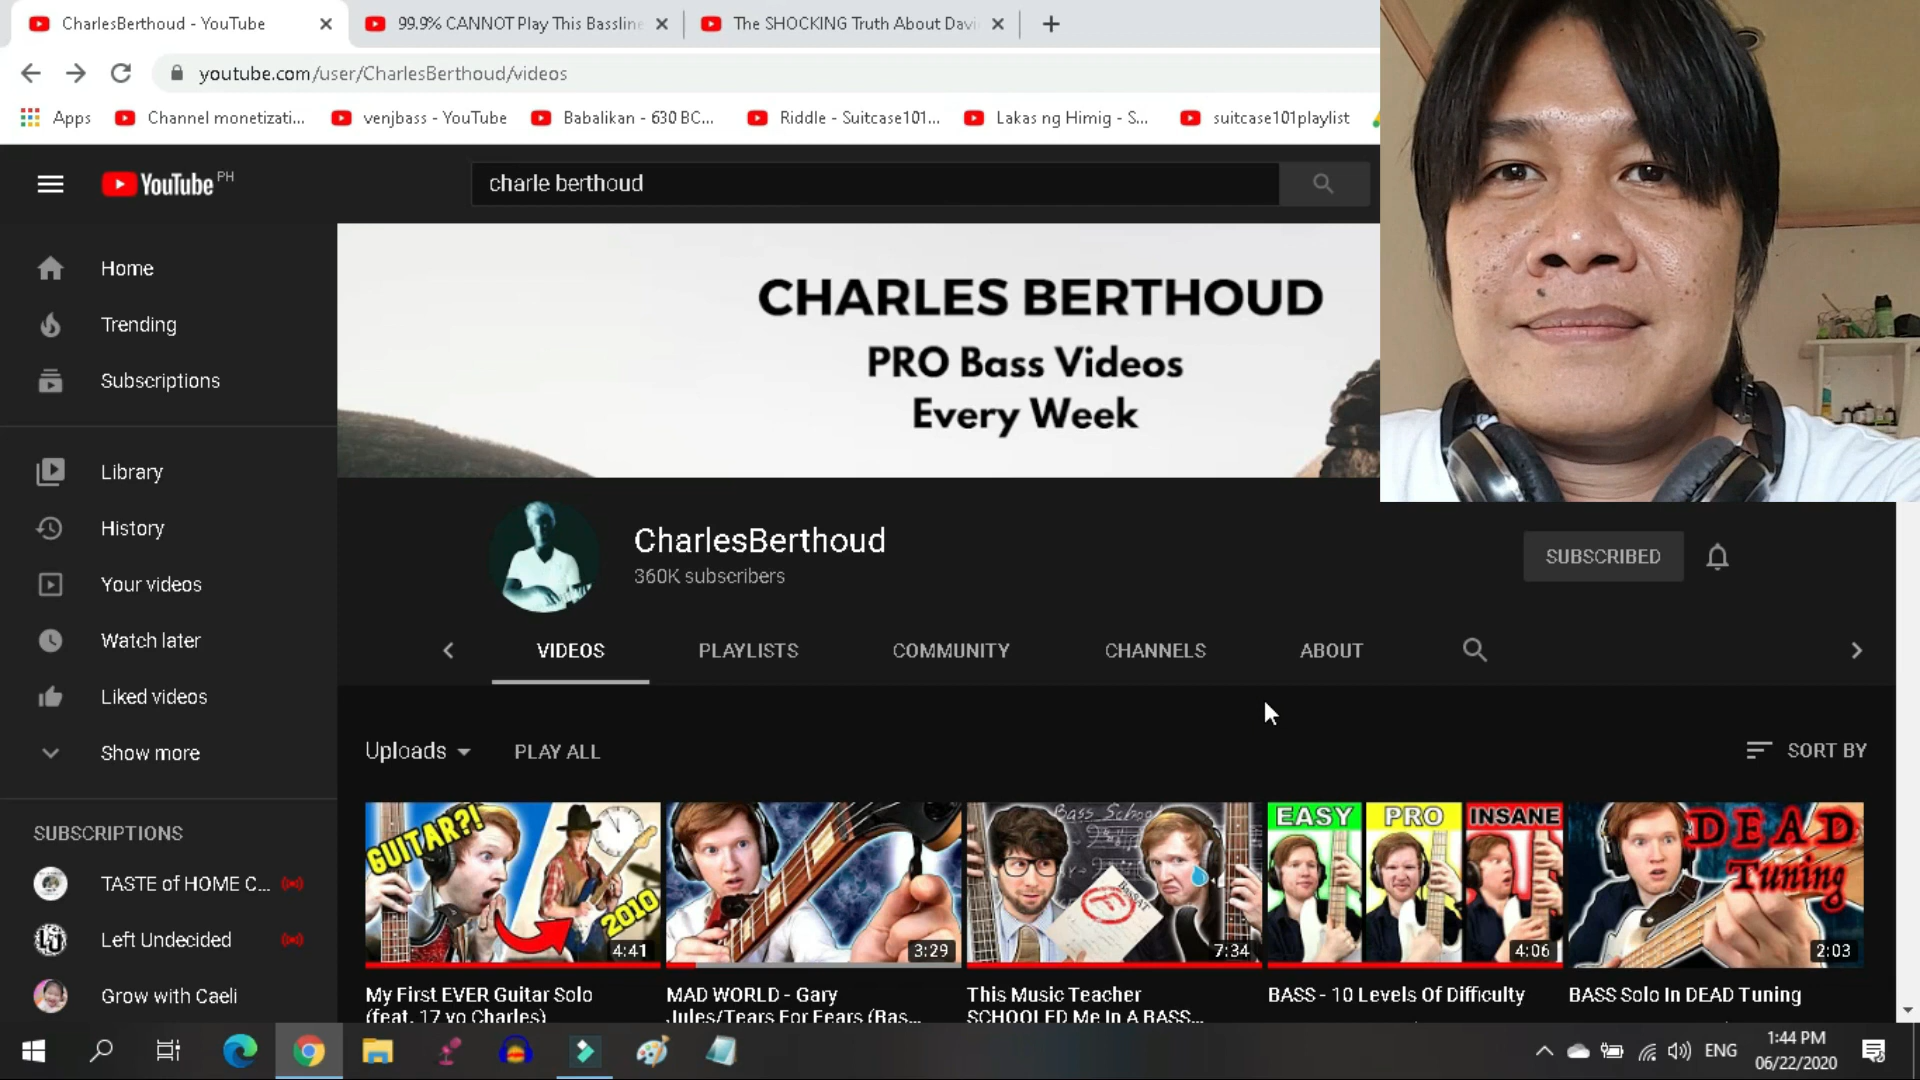 CharlesBerthoud - YouTube
99.9% CANNOT Play This Bassline
The SHOCKING Truth About Davi
youtube.com/user/CharlesBerthoud/videos
Apps
Channel monetizati...
venjbass - YouTube
Babalikan - 630 BC...
Riddle - Suitcase101...
Lakas ng Himig - S...
suitcase101playlist
YouTube PH
charle berthoud
Home
Trending
Subscriptions
Library
History
Your videos
Watch later
Liked videos
Show more
SUBSCRIPTIONS
TASTE of HOME C...
Left Undecided
Grow with Caeli
CHARLES BERTHOUD
PRO Bass Videos
Every Week
CharlesBerthoud
360K subscribers
SUBSCRIBED
VIDEOS
PLAYLISTS
COMMUNITY
CHANNELS
ABOUT
Uploads
PLAY ALL
SORT BY
GUITAR?!
2010
4:41
3:29
Bass School
F
7:34
EASY
PRO
INSANE
4:06
DEAD
Tuning
2:03
My First EVER Guitar Solo
(feat. 17 yo Charles)
MAD WORLD - Gary
Jules/Tears For Fears (Bas...
This Music Teacher
SCHOOLED Me In A BASS...
BASS - 10 Levels Of Difficulty
BASS Solo In DEAD Tuning
ENG
1:44 PM
06/22/2020